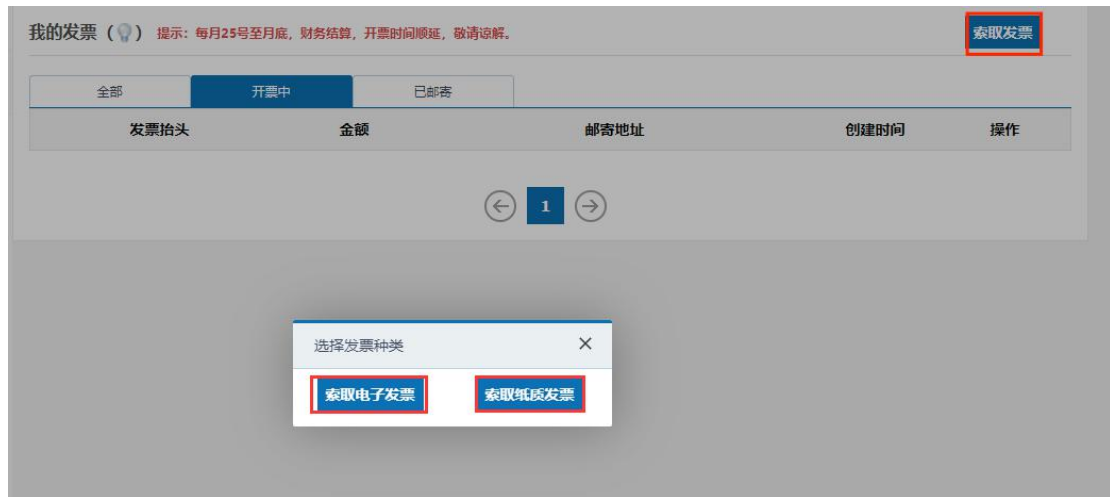 我的发票（）提示：每月25号至月底，财务结算，开票时间顺延，敬请谅解。 索取发票
全部 开票中 已邮寄
发票抬头 金额 邮寄地址 创建时间 操作
1
选择发票种类
索取电子发票 索取纸质发票